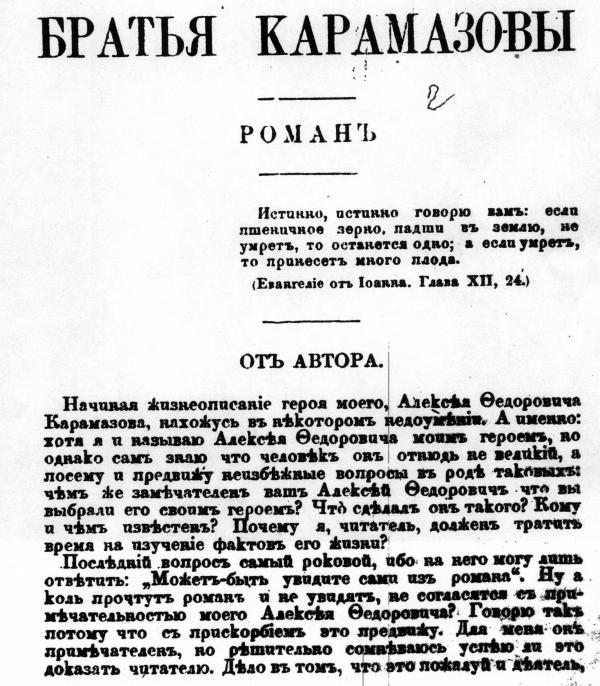 БРАТЬЯ КАРАМАЗОВЫ
2
РОМАНЪ
Истинно, истинно говорю вамъ: если
пшеничное зерно, падши въ землю, не
умретъ, то останется одно; а если умретъ,
то принесетъ много плода.
(Евангеліе отъ Іоанна. Глава XII, 24.)
ОТЪ АВТОРА.
Начиная жизнеописаніе героя моего, Алексѣя Ѳедоровича
Карамазова, нахожусь въ нѣкоторомъ недоумѣніи. А именно:
хотя я и называю Алексѣя Ѳедоровича моимъ героемъ, но
однако самъ знаю что человѣкъ онъ отнюдь не великій, а
посему и предвижу неизбѣжные вопросы въ родѣ таковыхъ:
чѣмъ же замѣчателенъ вашъ Алексѣй Ѳедоровичъ что вы
выбрали его своимъ героемъ? Что сдѣлалъ онъ такого? Кому
и чѣмъ извѣстенъ? Почему я, читатель, долженъ тратить
время на изученіе фактовъ его жизни?
Послѣдній вопросъ самый роковой, ибо на него могу лишь
отвѣтить: „Можетъ-быть увидите сами изъ романа“. Ну а
коль прочтутъ романъ и не увидятъ, не согласятся съ при-
мѣчательностью моего Алексѣя Ѳедоровича? Говорю такъ
потому что съ прискорбіемъ это предвижу. Для меня онъ
примѣчателенъ, но рѣшительно сомнѣваюсь успѣю ли это
доказать читателю. Дѣло въ томъ, что это пожалуй и дѣятель,